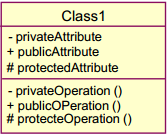 Class1
- privateAttribute
+ publicAttribute
# protectedAttribute
- privateOperation ()
+ publicOPeration ()
# protecteOperation ()